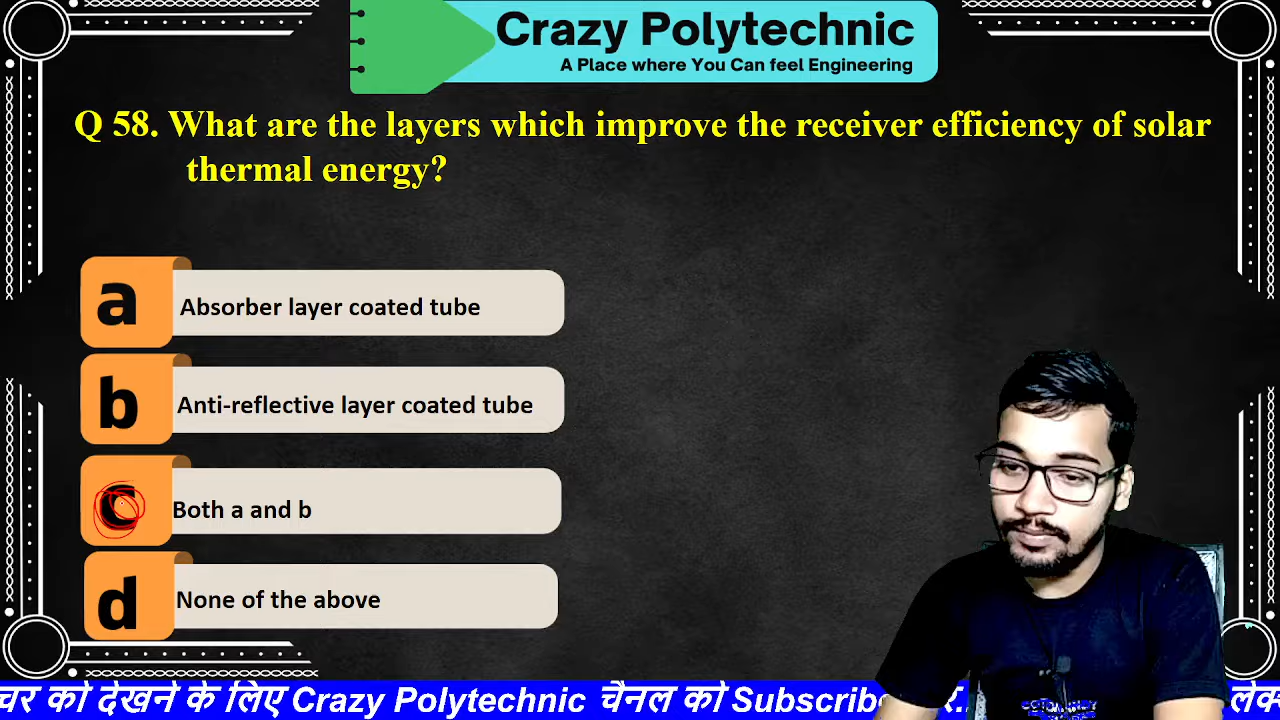 Crazy Polytechnic
A Place where You Can feel Engineering
Q 58. What are the layers which improve the receiver efficiency of solar
thermal energy?
a Absorber layer coated tube
b Anti-reflective layer coated tube
c Both a and b
d None of the above
चर को देखने के लिए Crazy Polytechnic चैनल को Subscribe